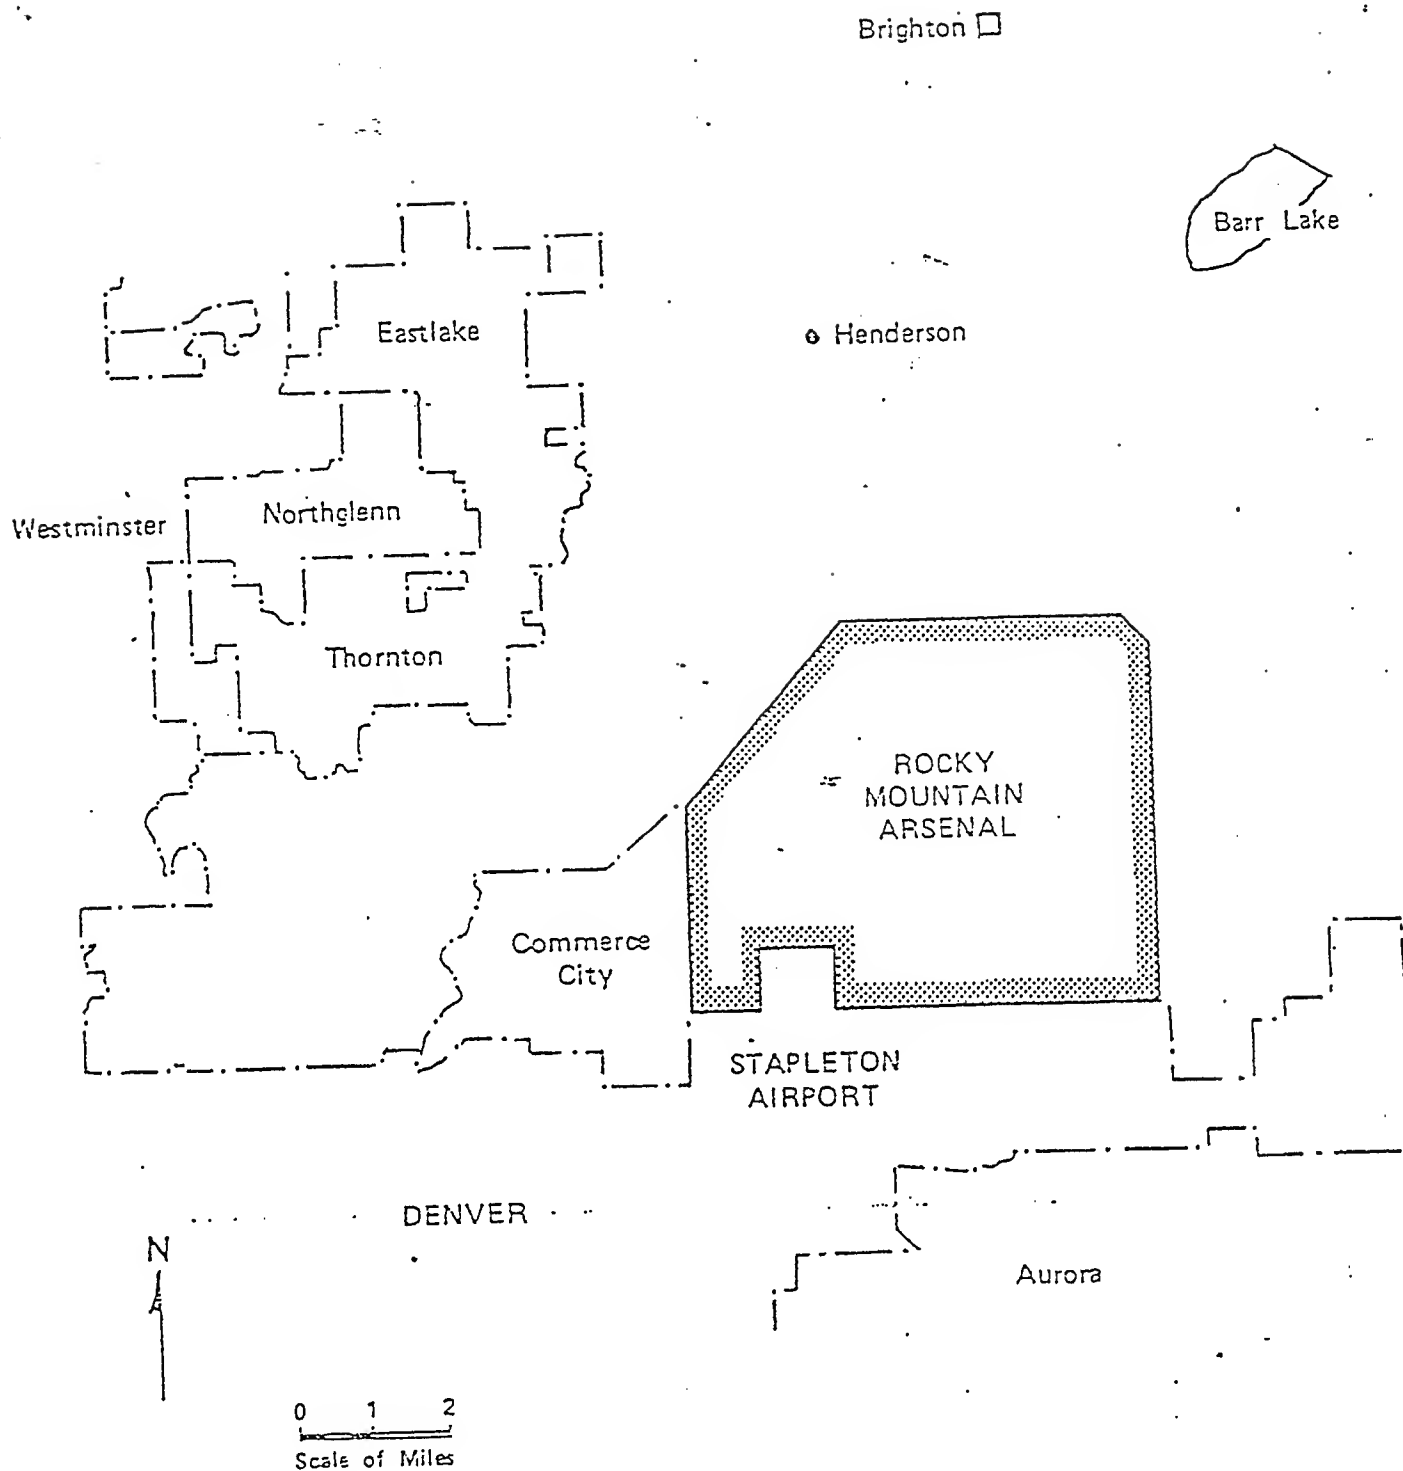 Brighton
Barr Lake
Eastlake
Henderson
Westminster
Northglenn
Thornton
ROCKY
MOUNTAIN
ARSENAL
Commerce
City
STAPLETON
AIRPORT
DENVER
N
Aurora
0 1 2
Scale of Miles